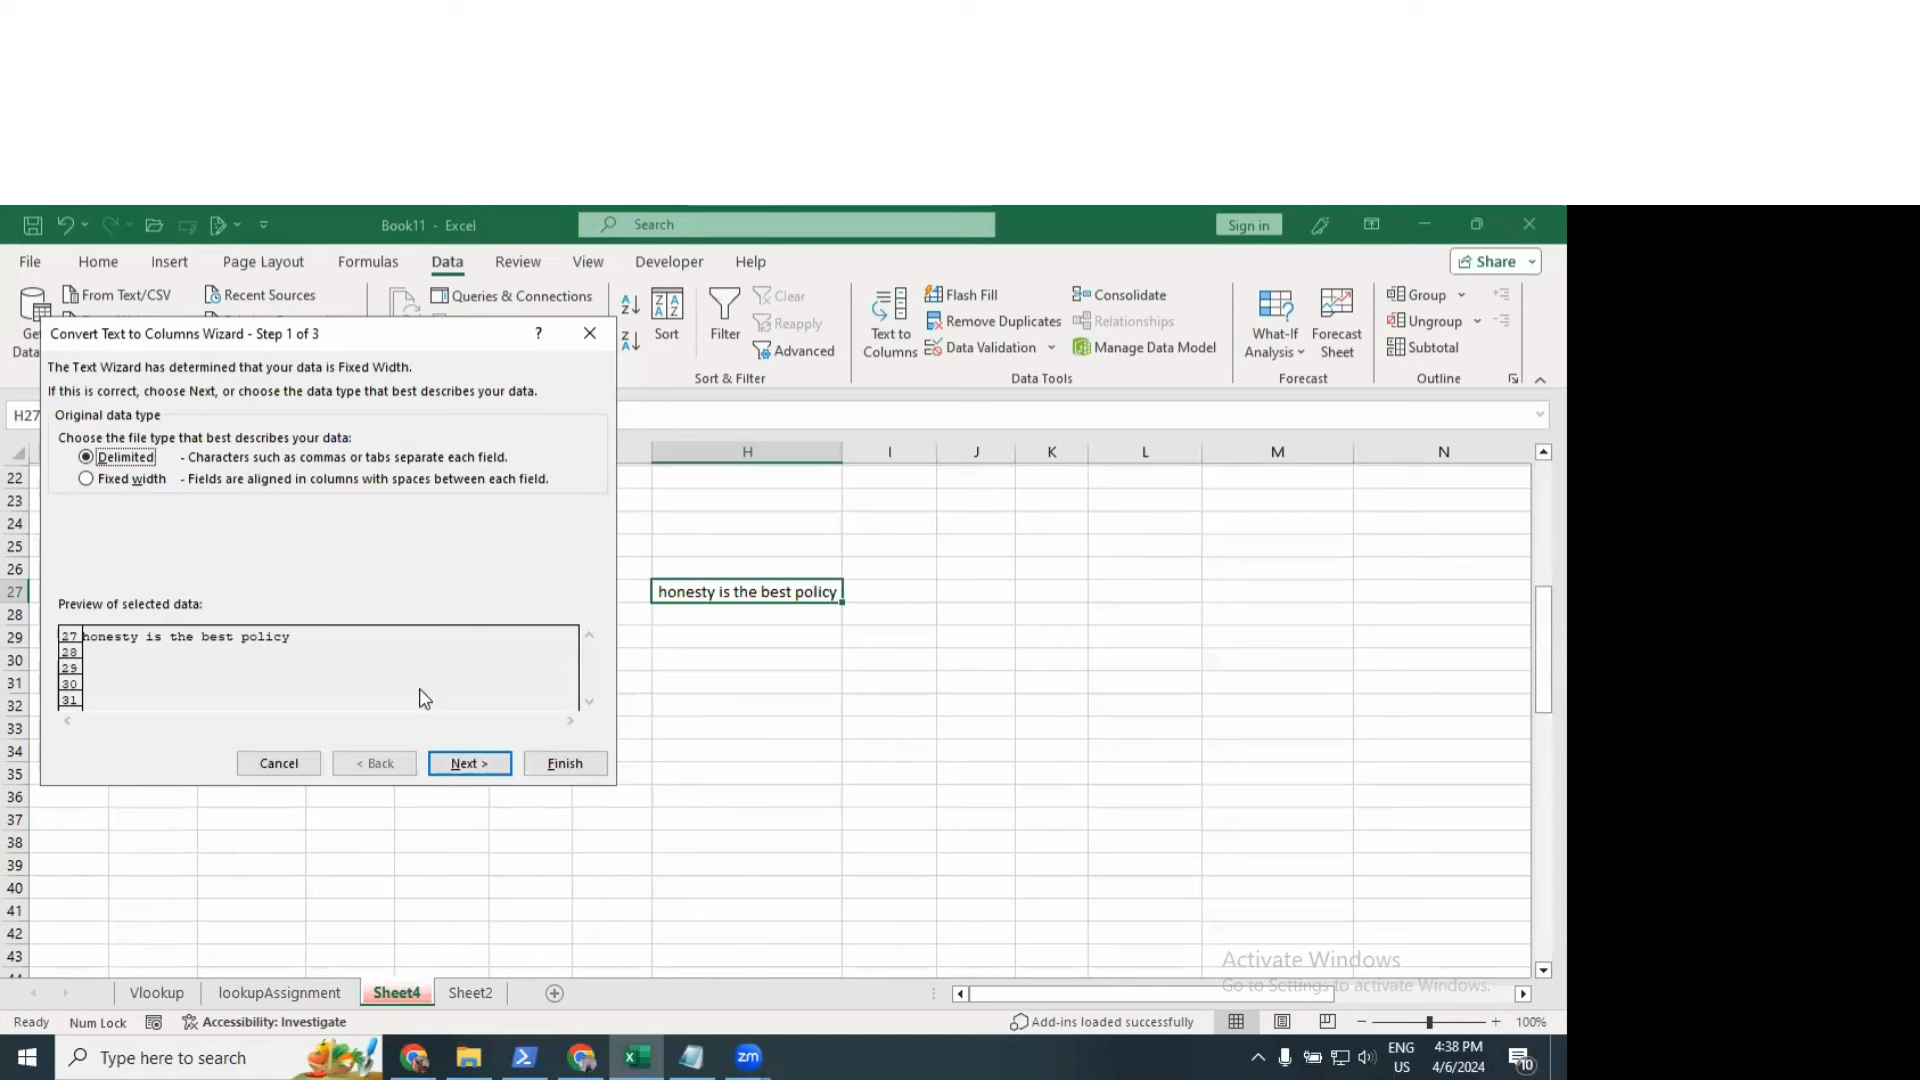 Book11 - Excel
Search
Sign in
File Home Insert Page Layout Formulas Data Review View Developer Help
Share
From Text/CSV
Recent Sources
Queries & Connections
Sort
Filter
Clear
Reapply
Advanced
Text to Columns
Flash Fill
Remove Duplicates
Data Validation
Consolidate
Relationships
Manage Data Model
What-If Analysis
Forecast Sheet
Group
Ungroup
Subtotal
Sort & Filter
Data Tools
Forecast
Outline
Convert Text to Columns Wizard - Step 1 of 3
?
The Text Wizard has determined that your data is Fixed Width.
If this is correct, choose Next, or choose the data type that best describes your data.
Original data type
Choose the file type that best describes your data:
Delimited - Characters such as commas or tabs separate each field.
Fixed width - Fields are aligned in columns with spaces between each field.
Preview of selected data:
27 honesty is the best policy
28
29
30
31
Cancel < Back Next > Finish
H27
H I J K L M N
22
23
24
25
26
27 honesty is the best policy
28
29
30
31
32
33
34
35
36
37
38
39
40
41
42
43
Activate Windows
Go to Settings to activate Windows.
Vlookup lookupAssignment Sheet4 Sheet2
Ready Num Lock Accessibility: Investigate Add-ins loaded successfully 100%
Type here to search
zm
ENG
US
4:38 PM
4/6/2024
10